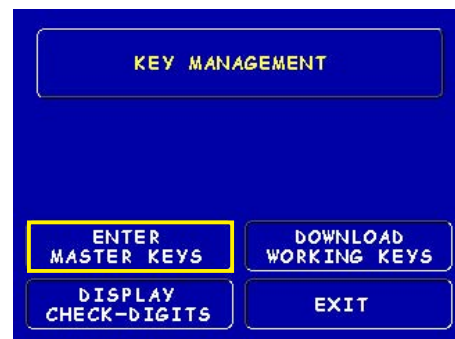 KEY MANAGEMENT
ENTER
MASTER KEYS
DOWNLOAD
WORKING KEYS
DISPLAY
CHECK-DIGITS
EXIT